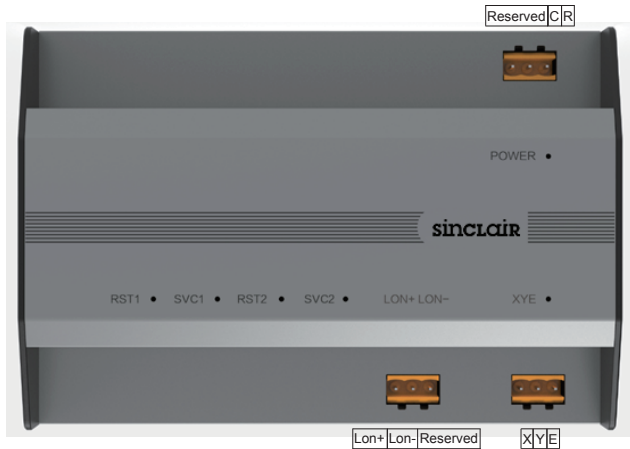 Reserved C R
POWER
sinclair
RST1 SVC1 RST2 SVC2 LON+ LON− XYE
Lon+ Lon- Reserved X Y E